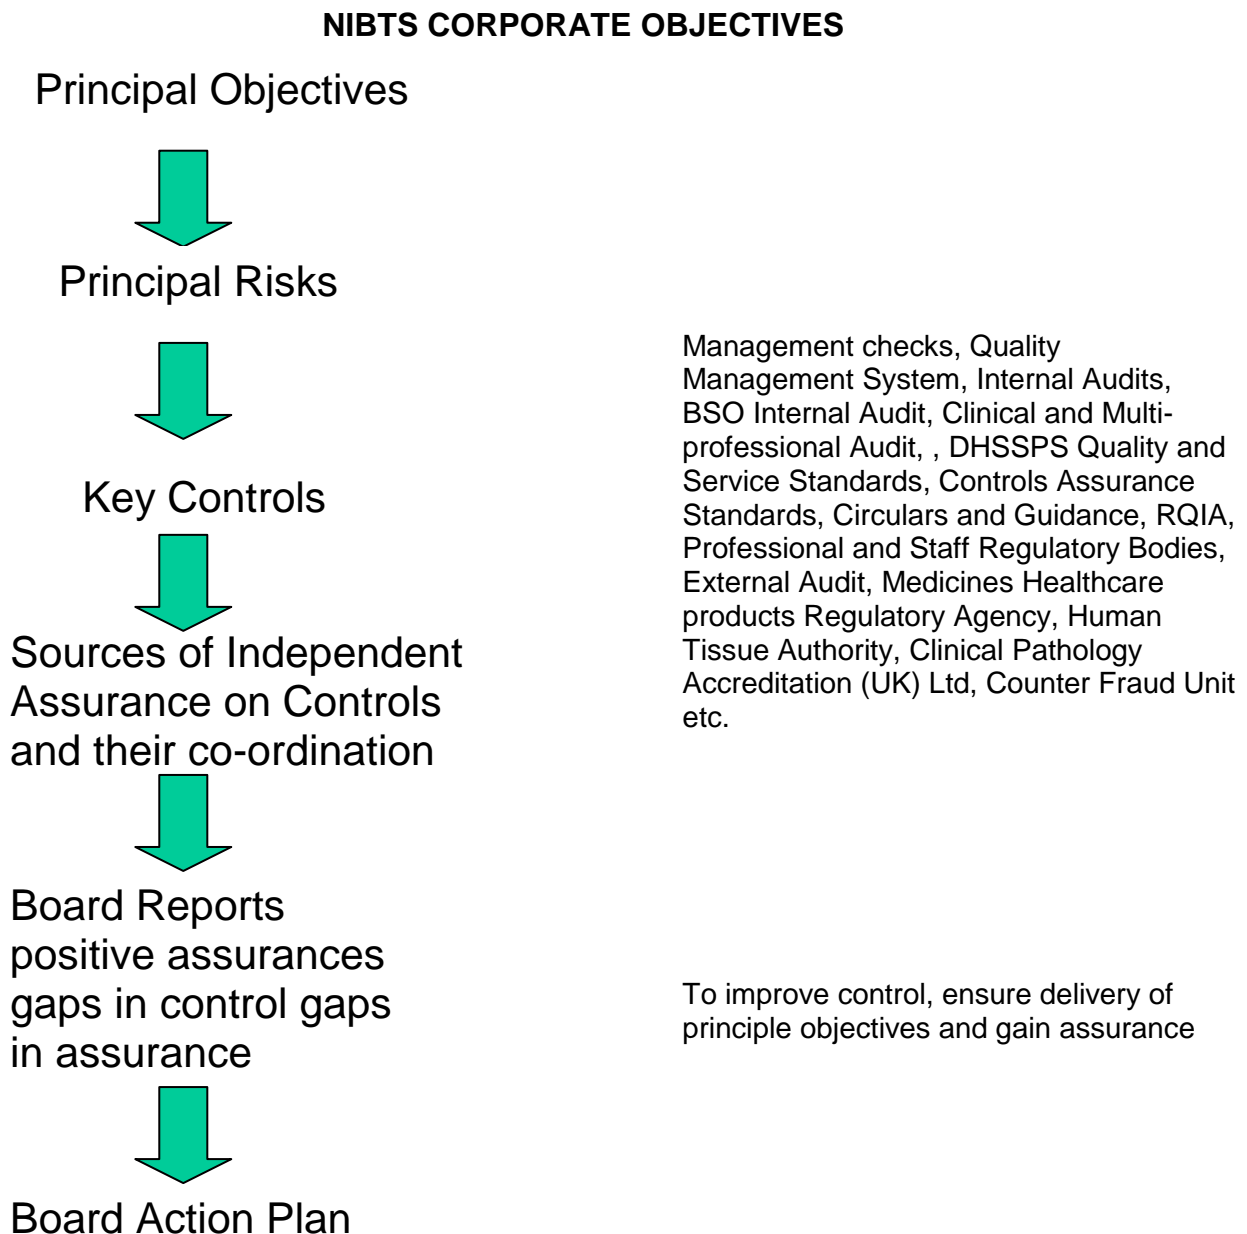 NIBTS CORPORATE OBJECTIVES
Principal Objectives
Principal Risks
Key Controls
Management checks, Quality
Management System, Internal Audits,
BSO Internal Audit, Clinical and Multi-
professional Audit, , DHSSPS Quality and
Service Standards, Controls Assurance
Standards, Circulars and Guidance, RQIA,
Professional and Staff Regulatory Bodies,
External Audit, Medicines Healthcare
products Regulatory Agency, Human
Tissue Authority, Clinical Pathology
Accreditation (UK) Ltd, Counter Fraud Unit
etc.
Sources of Independent
Assurance on Controls
and their co-ordination
Board Reports
positive assurances
gaps in control gaps
in assurance
To improve control, ensure delivery of
principle objectives and gain assurance
Board Action Plan